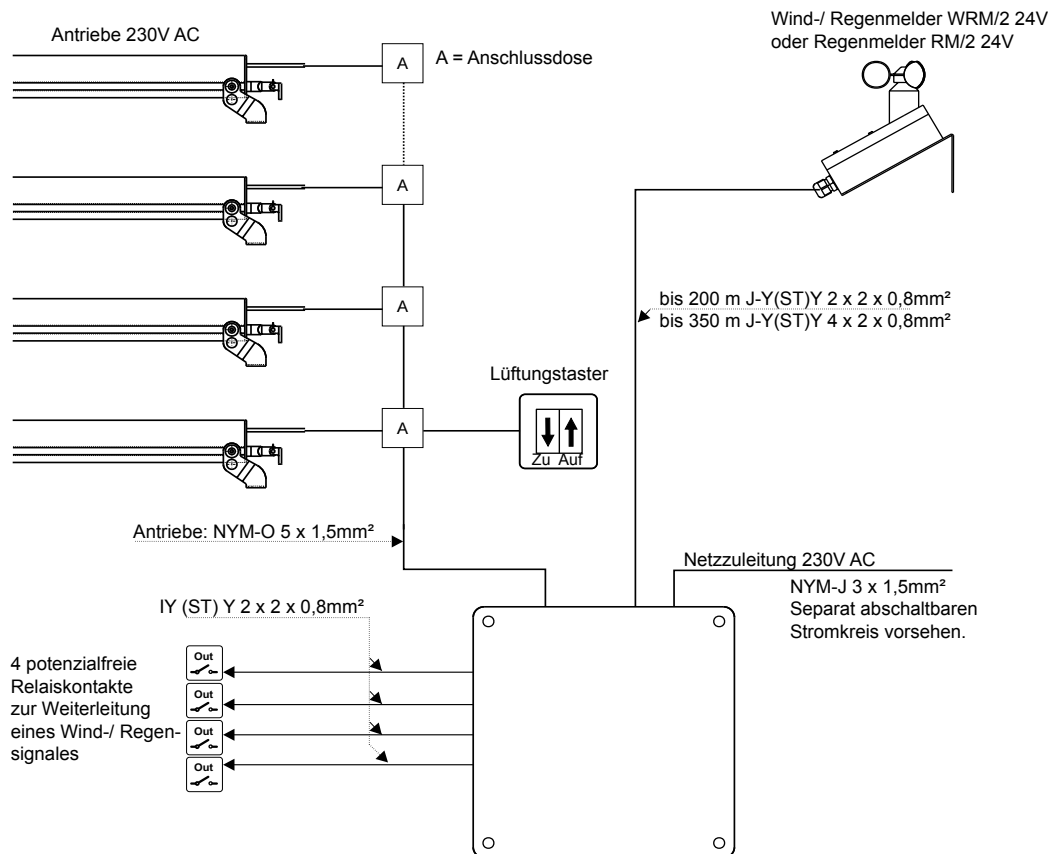 Wind-/ Regenmelder WRM/2 24V
oder Regenmelder RM/2 24V
Antriebe 230V AC
A
A = Anschlussdose
A
A
bis 200 m J-Y(ST)Y 2 x 2 x 0,8mm²
bis 350 m J-Y(ST)Y 4 x 2 x 0,8mm²
Lüftungstaster
A
Zu Auf
Antriebe: NYM-O 5 x 1,5mm²
Netzzuleitung 230V AC
NYM-J 3 x 1,5mm²
Separat abschaltbaren
Stromkreis vorsehen.
IY (ST) Y 2 x 2 x 0,8mm²
4 potenzialfreie
Relaiskontakte
zur Weiterleitung
eines Wind-/ Regen-
signales
Out
Out
Out
Out